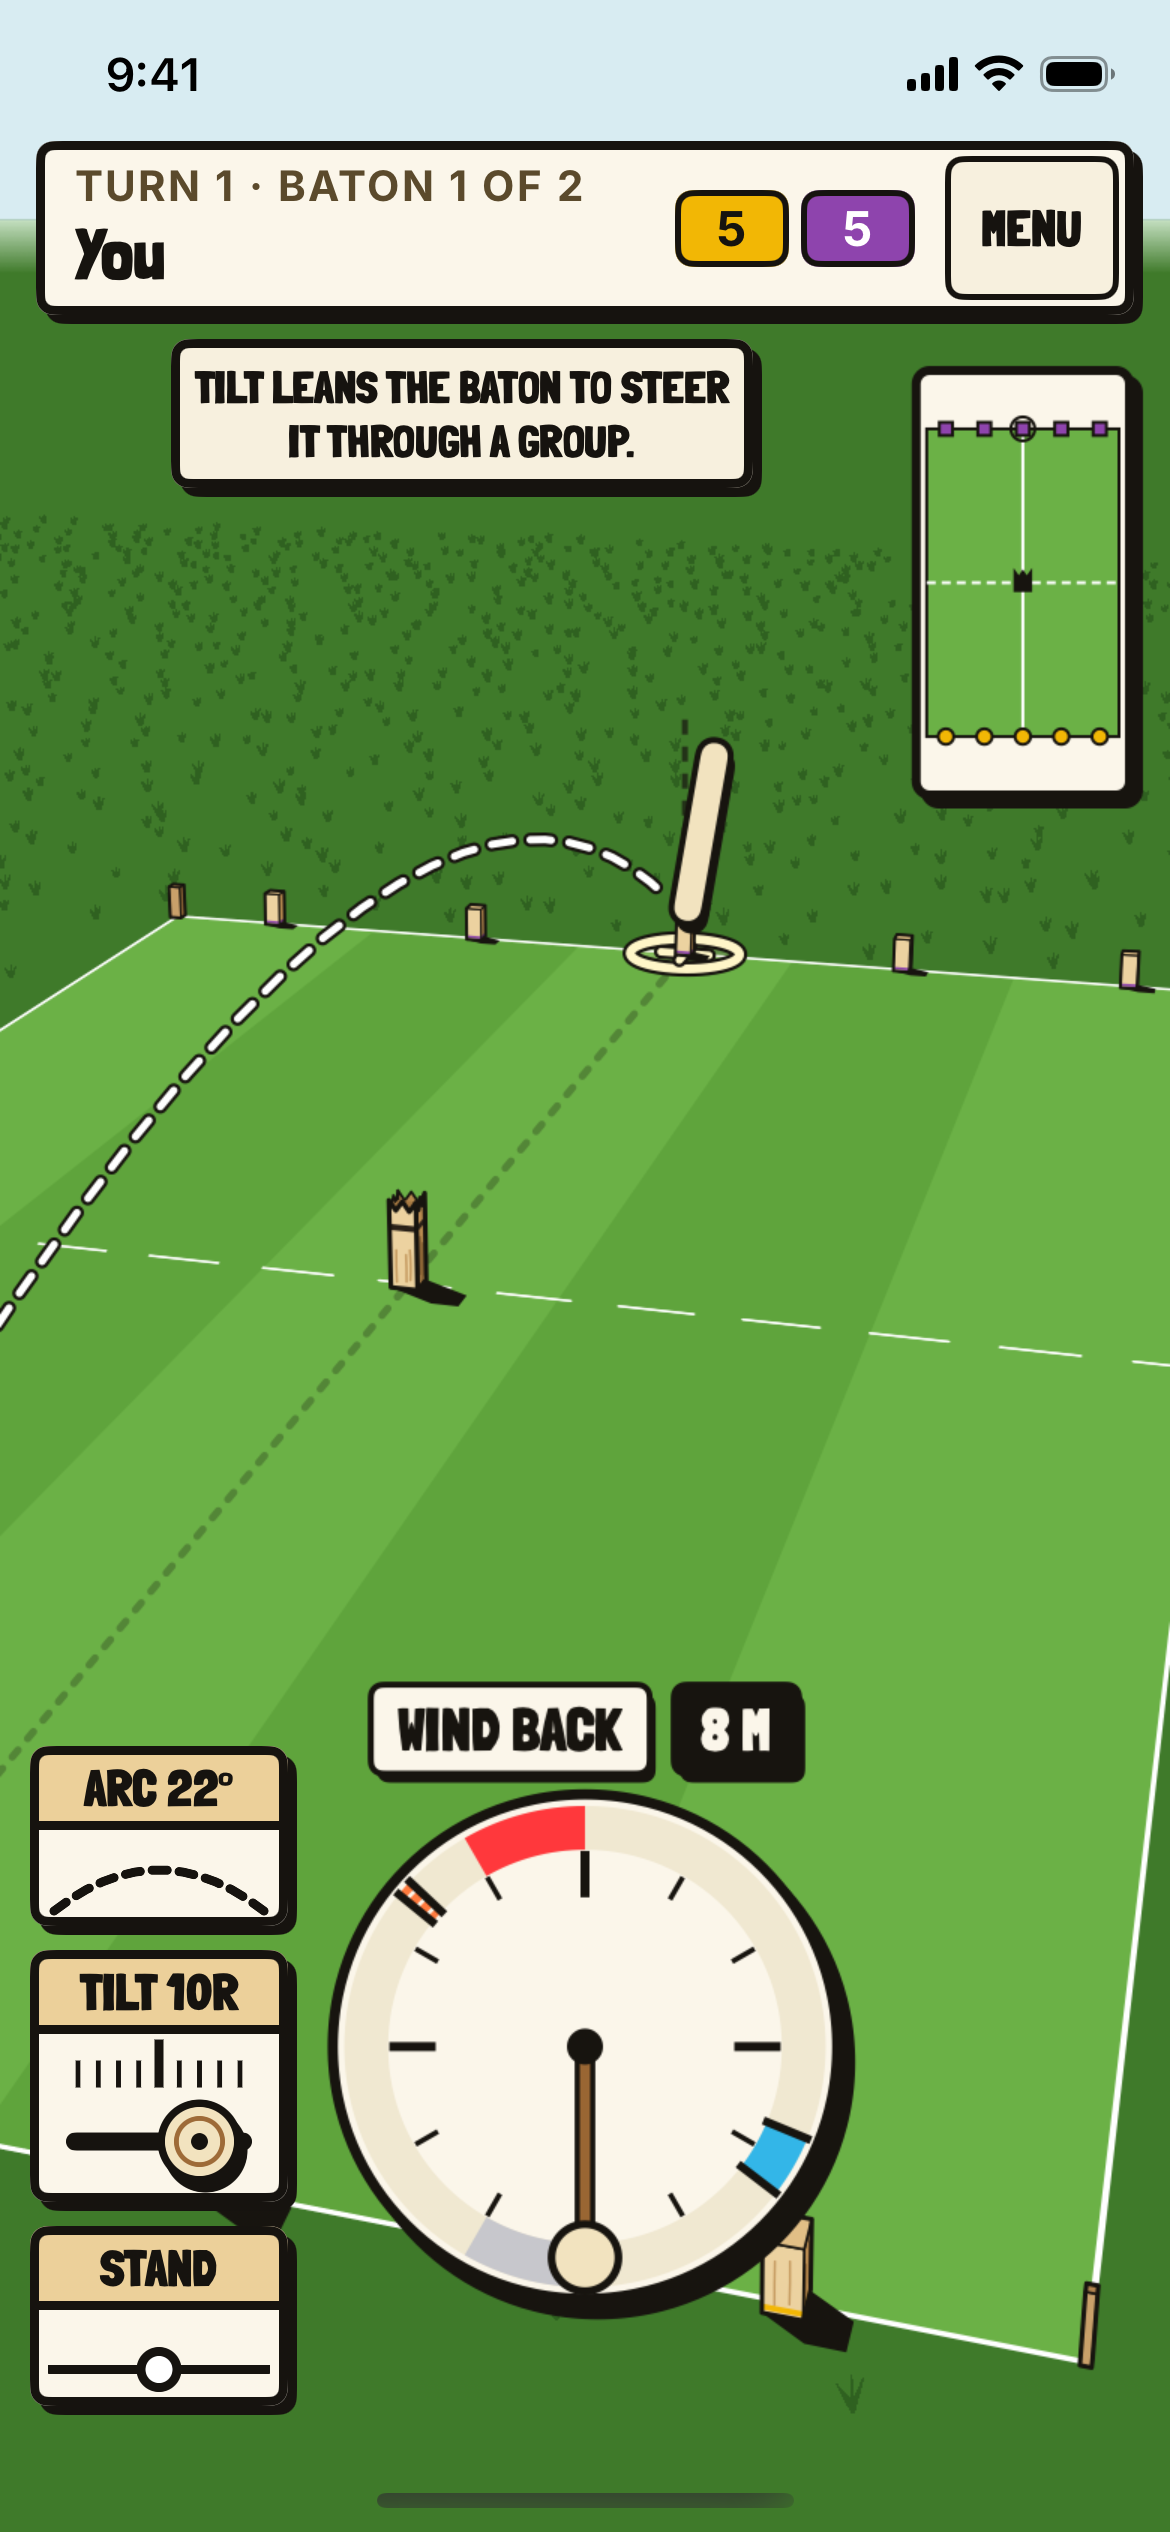 9:41
TURN 1 · BATON 1 OF 2
You
5 5
MENU
TILT LEANS THE BATON TO STEER
IT THROUGH A GROUP.
WIND BACK 8 M
ARC 22°
TILT 10R
STAND